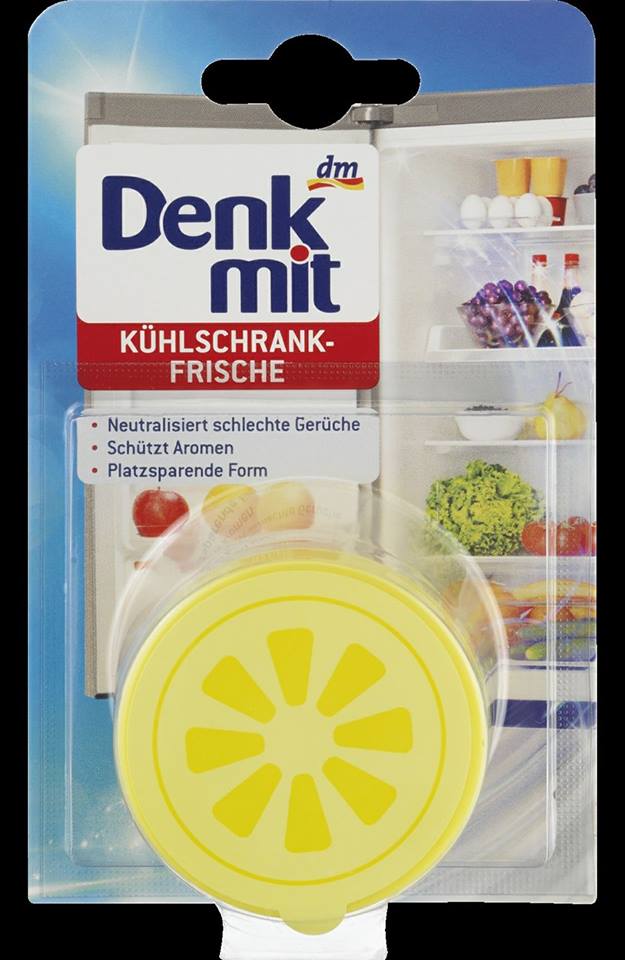 dm
Denk
mit
KÜHLSCHRANK-
FRISCHE
• Neutralisiert schlechte Gerüche
• Schützt Aromen
• Platzsparende Form